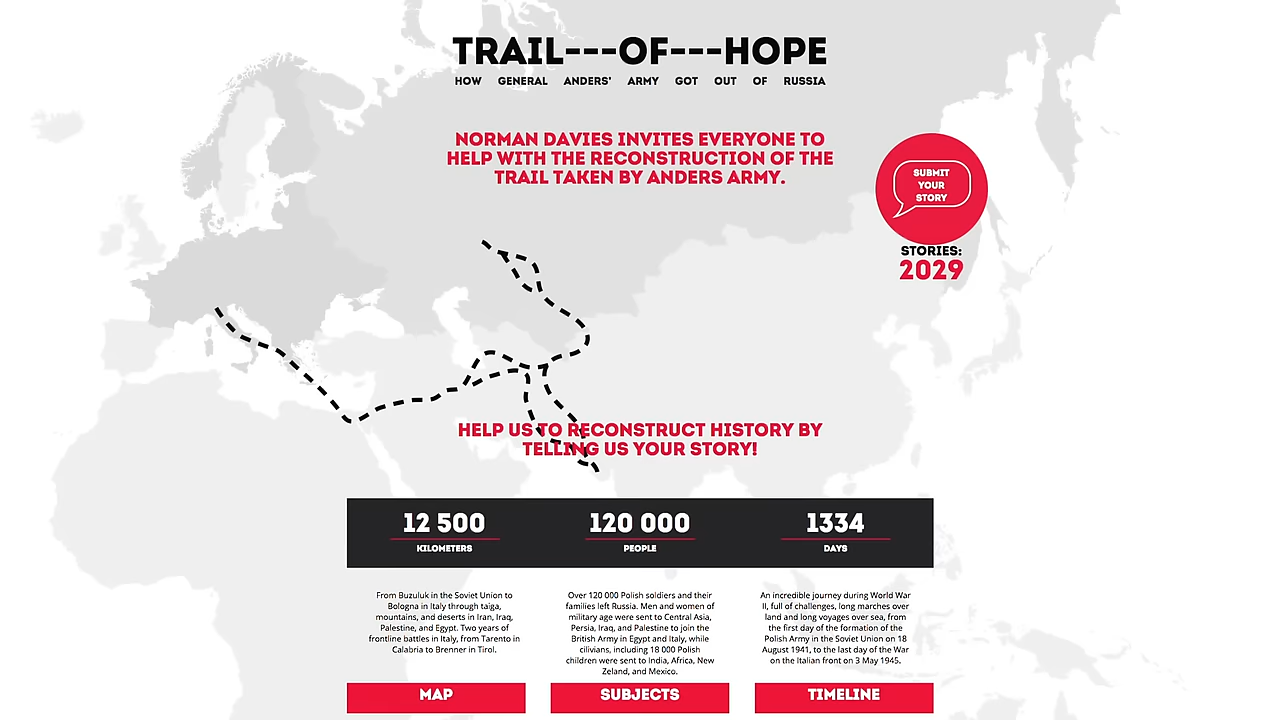 TRAIL---OF---HOPE
HOW GENERAL ANDERS' ARMY GOT OUT OF RUSSIA
NORMAN DAVIES INVITES EVERYONE TO
HELP WITH THE RECONSTRUCTION OF THE
TRAIL TAKEN BY ANDERS ARMY.
SUBMIT
YOUR
STORY
STORIES:
2029
HELP US TO RECONSTRUCT HISTORY BY
TELLING US YOUR STORY!
12 500
KILOMETERS
120 000
PEOPLE
1334
DAYS
From Buzuluk in the Soviet Union to
Bologna in Italy through taiga,
mountains, and deserts in Iran, Iraq,
Palestine, and Egypt. Two years of
frontline battles in Italy, from Tarento in
Calabria to Brenner in Tirol.
Over 120 000 Polish soldiers and their
families left Russia. Men and women of
military age were sent to Central Asia,
Persia, Iraq, and Palestine to join the
British Army in Egypt and Italy, while
cilivians, including 18 000 Polish
children were sent to India, Africa, New
Zeland, and Mexico.
An incredible journey during World War
II, full of challenges, long marches over
land and long voyages over sea, from
the first day of the formation of the
Polish Army in the Soviet Union on 18
August 1941, to the last day of the War
on the Italian front on 3 May 1945.
MAP
SUBJECTS
TIMELINE